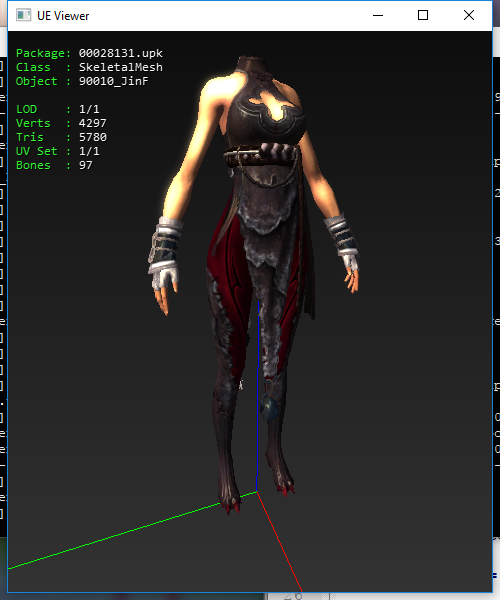 UE Viewer
Package: 00028131.upk
Class  : SkeletalMesh
Object : 90010_JinF
LOD    : 1/1
Verts  : 4297
Tris   : 5780
UV Set : 1/1
Bones  : 97
26